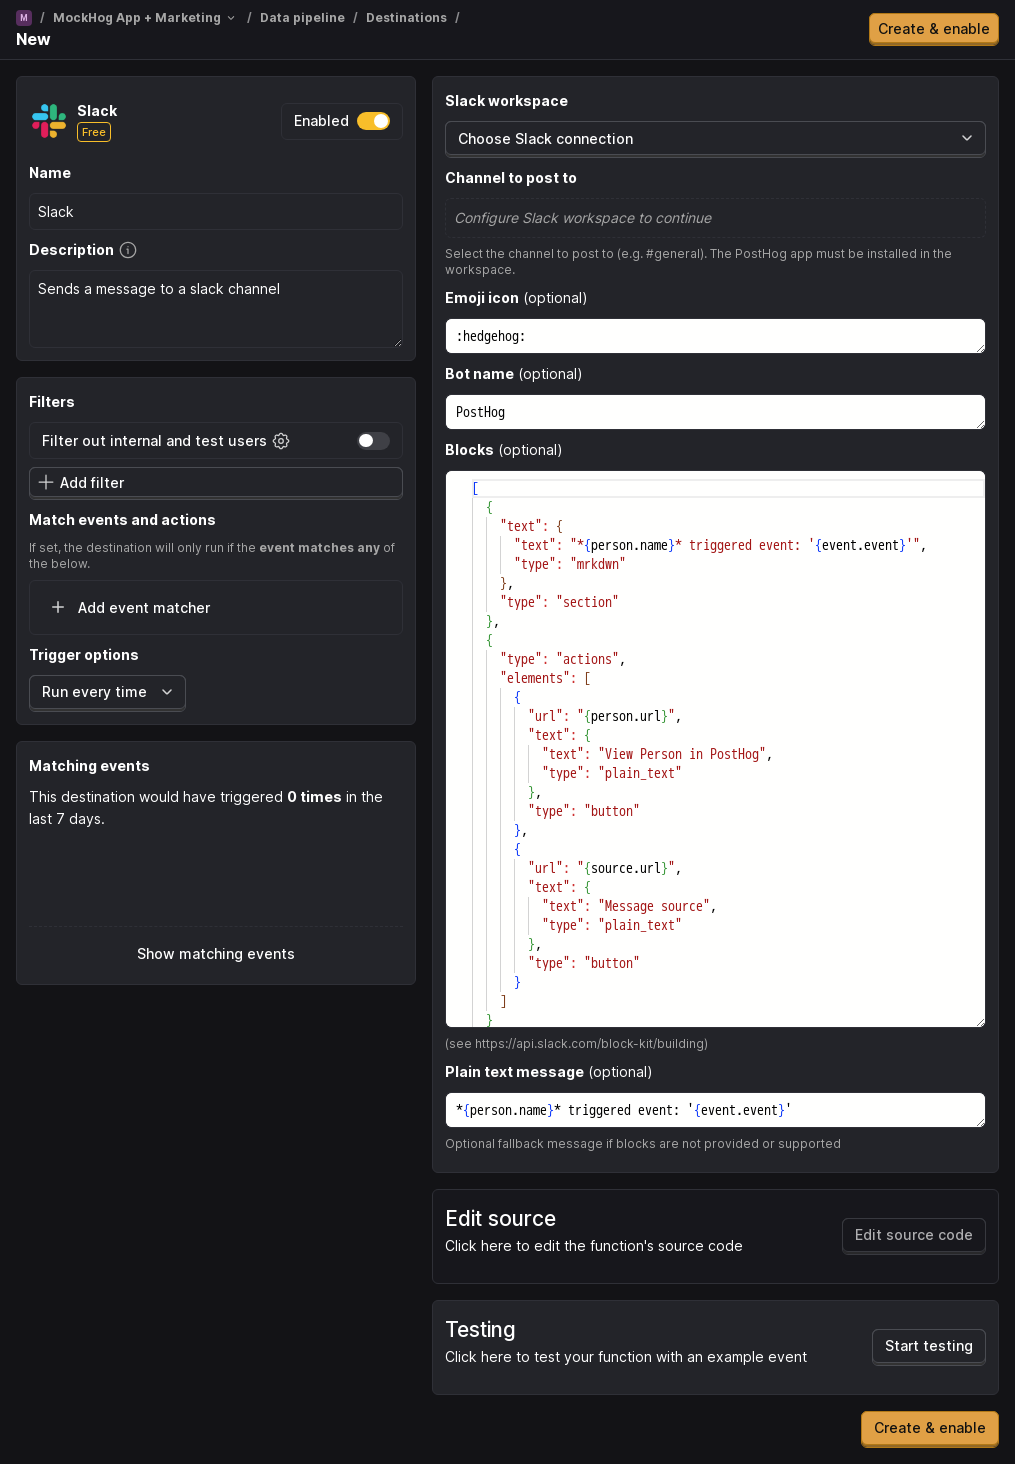 M / MockHog App + Marketing / Data pipeline / Destinations /
New
Create & enable
Slack
Free
Enabled
Name
Slack
Description
Sends a message to a slack channel
Filters
Filter out internal and test users
Add filter
Match events and actions
If set, the destination will only run if the event matches any of
the below.
Add event matcher
Trigger options
Run every time
Matching events
This destination would have triggered 0 times in the
last 7 days.
Show matching events
Slack workspace
Choose Slack connection
Channel to post to
Configure Slack workspace to continue
Select the channel to post to (e.g. #general). The PostHog app must be installed in the
workspace.
Emoji icon (optional)
:hedgehog:
Bot name (optional)
PostHog
Blocks (optional)
[
{
"text": {
"text": "*{person.name}* triggered event: '{event.event}'",
"type": "mrkdwn"
},
"type": "section"
},
{
"type": "actions",
"elements": [
{
"url": "{person.url}",
"text": {
"text": "View Person in PostHog",
"type": "plain_text"
},
"type": "button"
},
{
"url": "{source.url}",
"text": {
"text": "Message source",
"type": "plain_text"
},
"type": "button"
}
]
}
(see https://api.slack.com/block-kit/building)
Plain text message (optional)
*{person.name}* triggered event: '{event.event}'
Optional fallback message if blocks are not provided or supported
Edit source
Click here to edit the function's source code
Edit source code
Testing
Click here to test your function with an example event
Start testing
Create & enable